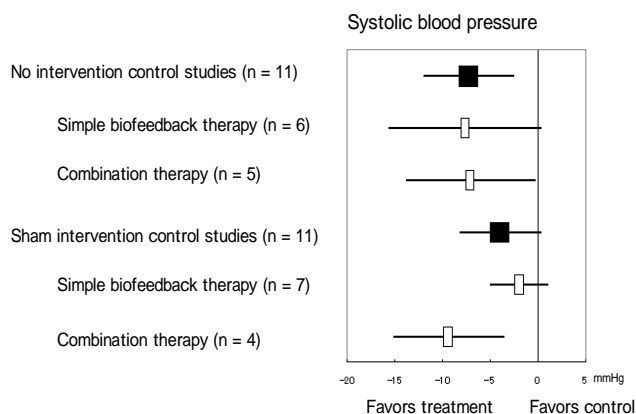 Systolic blood pressure
No intervention control studies (n = 11)
Simple biofeedback therapy (n = 6)
Combination therapy (n = 5)
Sham intervention control studies (n = 11)
Simple biofeedback therapy (n = 7)
Combination therapy (n = 4)
-20 -15 -10 -5 0 5 mmHg
Favors treatment Favors control